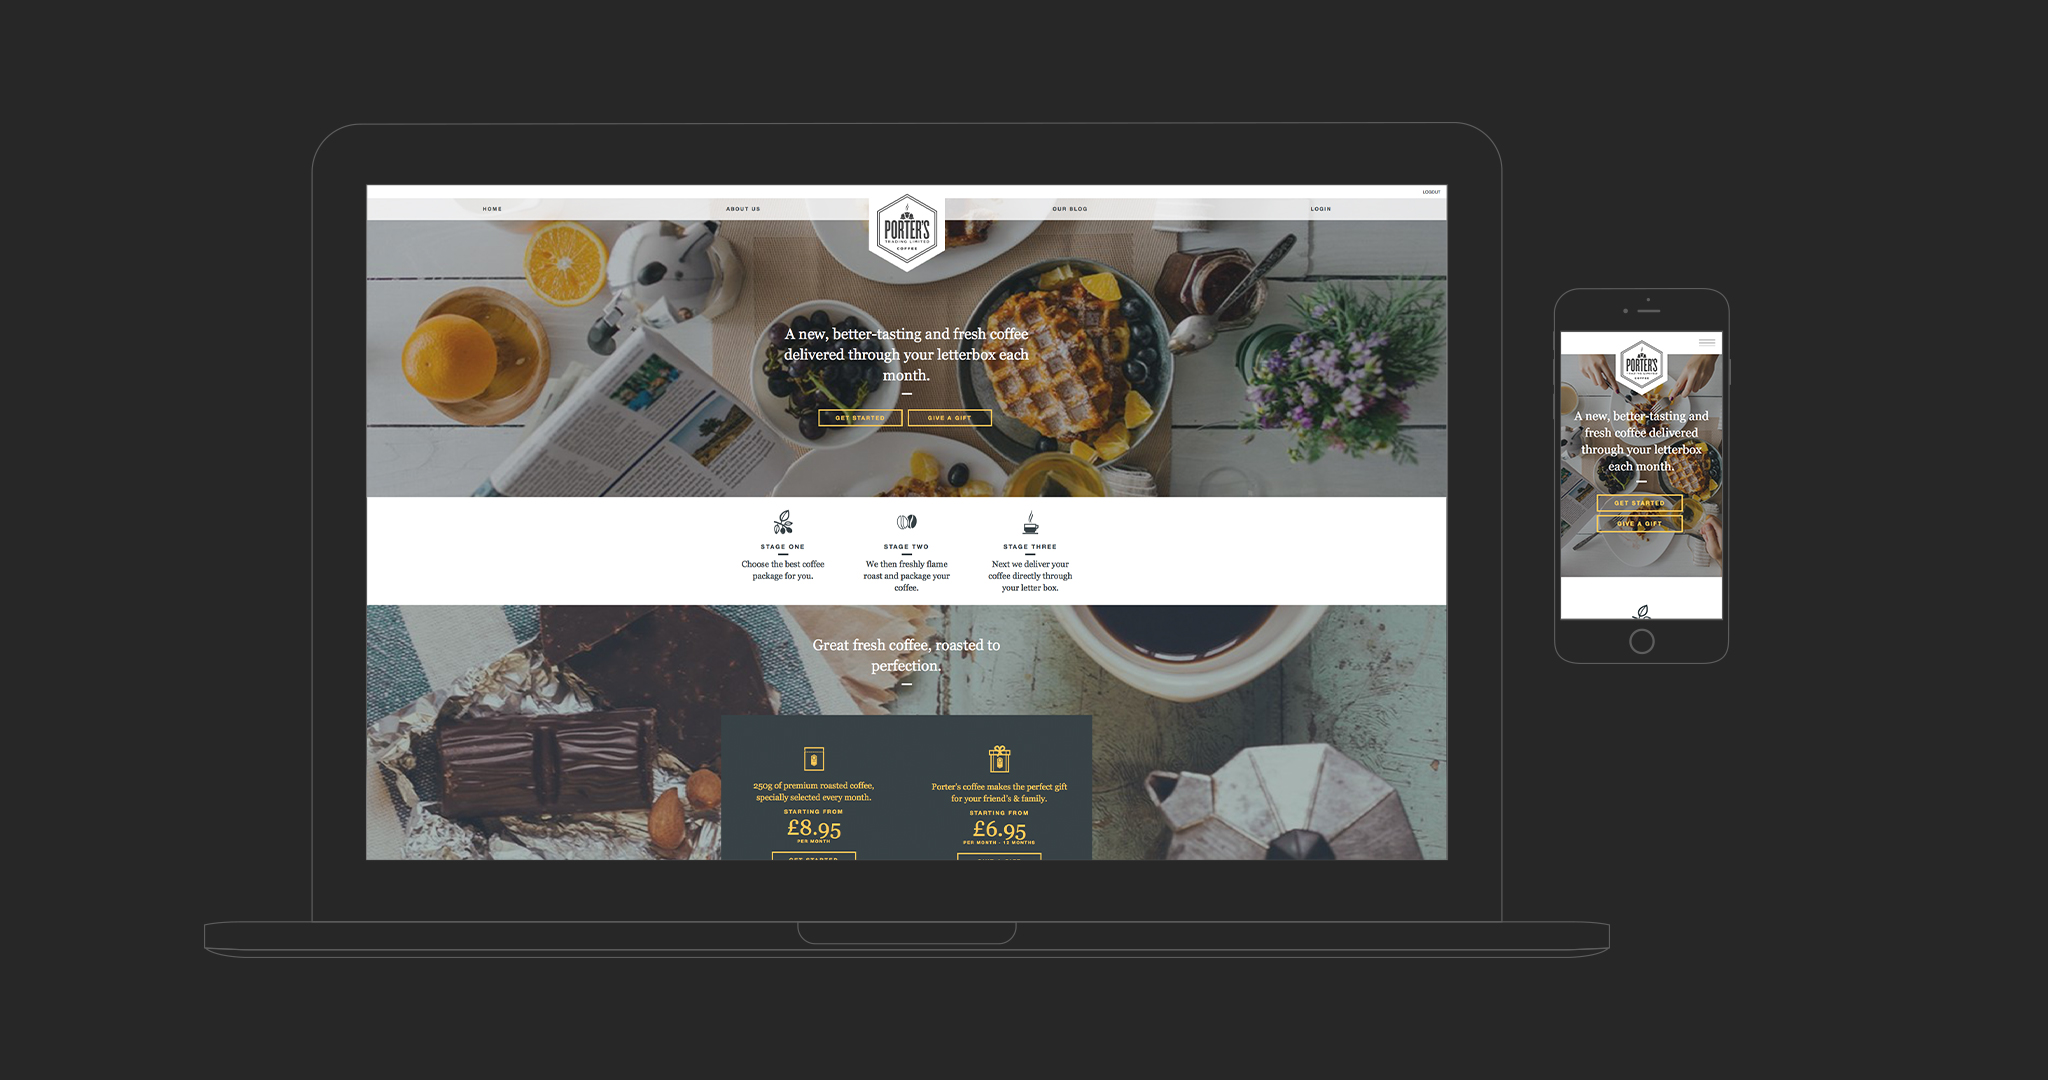 LOGOUT
HOME
ABOUT US
OUR BLOG
LOGIN
PORTER'S
TRADING LIMITED
COFFEE
A new, better-tasting and fresh coffee
delivered through your letterbox each
month.
GET STARTED
GIVE A GIFT
STAGE ONE
Choose the best coffee
package for you.
STAGE TWO
We then freshly flame
roast and package your
coffee.
STAGE THREE
Next we deliver your
coffee directly through
your letter box.
Great fresh coffee, roasted to
perfection.
250g of premium roasted coffee,
specially selected every month.
STARTING FROM
£8.95
PER MONTH
GET STARTED
Porter's coffee makes the perfect gift
for your friend's & family.
STARTING FROM
£6.95
PER MONTH - 12 MONTHS
PORTER'S
TRADING LIMITED
COFFEE
A new, better-tasting and
fresh coffee delivered
through your letterbox
each month.
GET STARTED
GIVE A GIFT